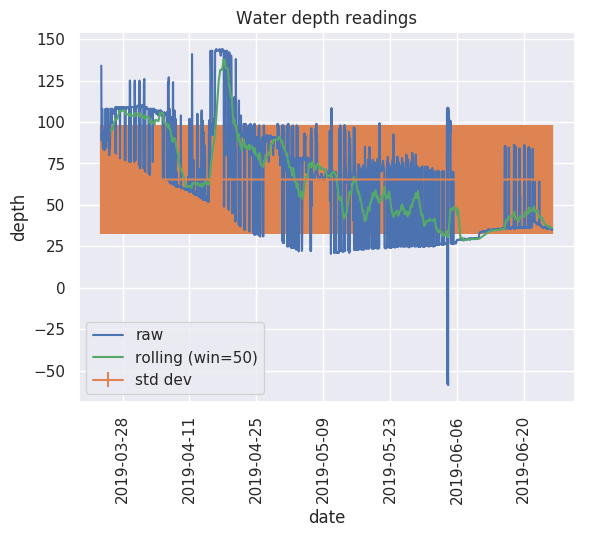 Water depth readings
150
125
100
75
50
25
0
−25
−50
depth
raw
rolling (win=50)
std dev
2019-03-28
2019-04-11
2019-04-25
2019-05-09
2019-05-23
2019-06-06
2019-06-20
date